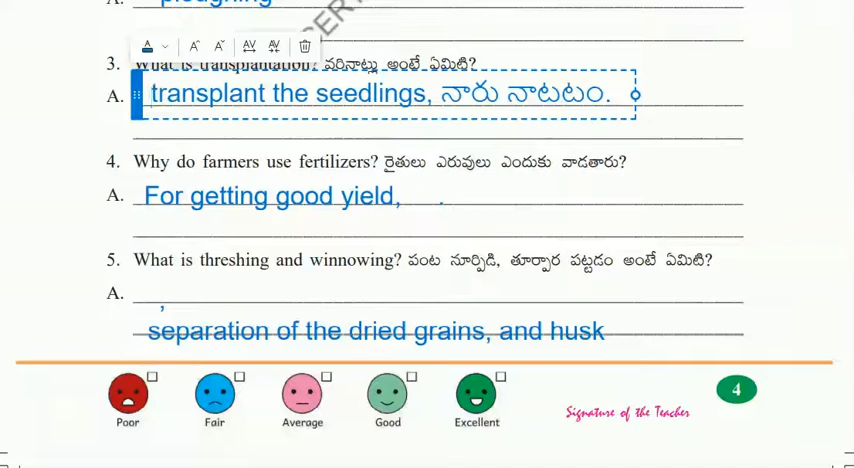 A. ploughing
CERT
3. What is transplantation? వరినాట్లు అంటే ఏమిటి?
A. transplant the seedlings, నారు నాటటం.
4. Why do farmers use fertilizers? రైతులు ఎరువులు ఎందుకు వాడతారు?
A. For getting good yield, .
5. What is threshing and winnowing? పంట నూర్పిడి, తూర్పార పట్టడం అంటే ఏమిటి?
A. ,
separation of the dried grains, and husk
Poor Fair Average Good Excellent
Signature of the Teacher
4